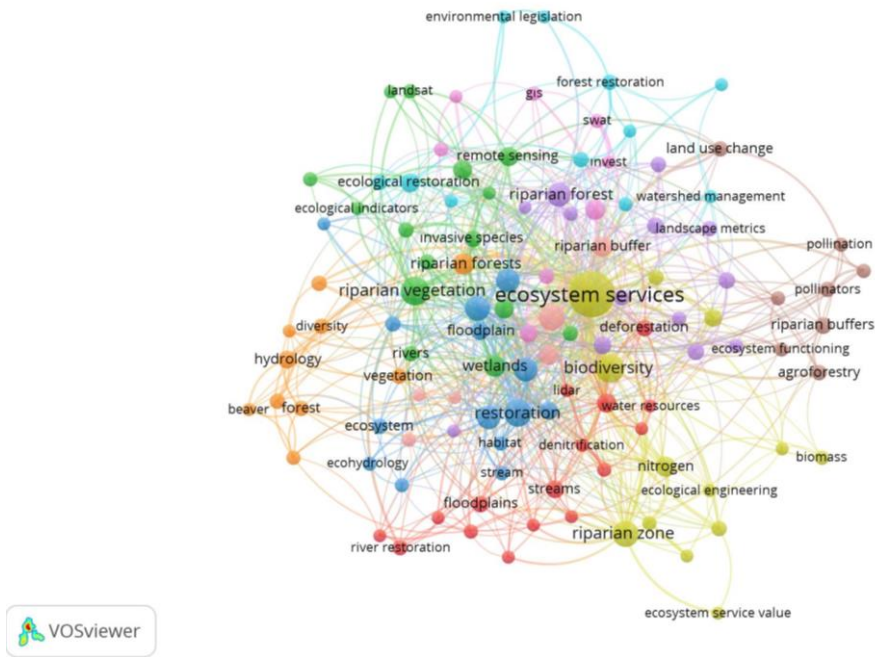 environmental legislation
landsat
gis
forest restoration
swat
land use change
remote sensing
invest
ecological restoration
riparian forest
watershed management
ecological indicators
landscape metrics
invasive species
riparian buffer
pollination
riparian forests
riparian vegetation
ecosystem services
pollinators
diversity
floodplain
deforestation
riparian buffers
hydrology
rivers
ecosystem functioning
vegetation
wetlands
biodiversity
agroforestry
lidar
beaver
forest
restoration
water resources
ecosystem
habitat
denitrification
ecohydrology
stream
nitrogen
biomass
floodplains
streams
ecological engineering
river restoration
riparian zone
ecosystem service value
VOSviewer